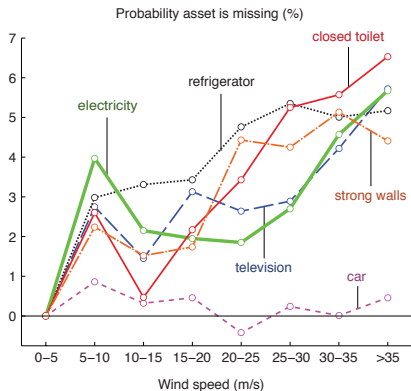 Probability asset is missing (%)
7
6
5
4
3
2
1
0
closed toilet
refrigerator
electricity
strong walls
television
car
0–5
5–10
10–15
15–20
20–25
25–30
30–35
>35
Wind speed (m/s)